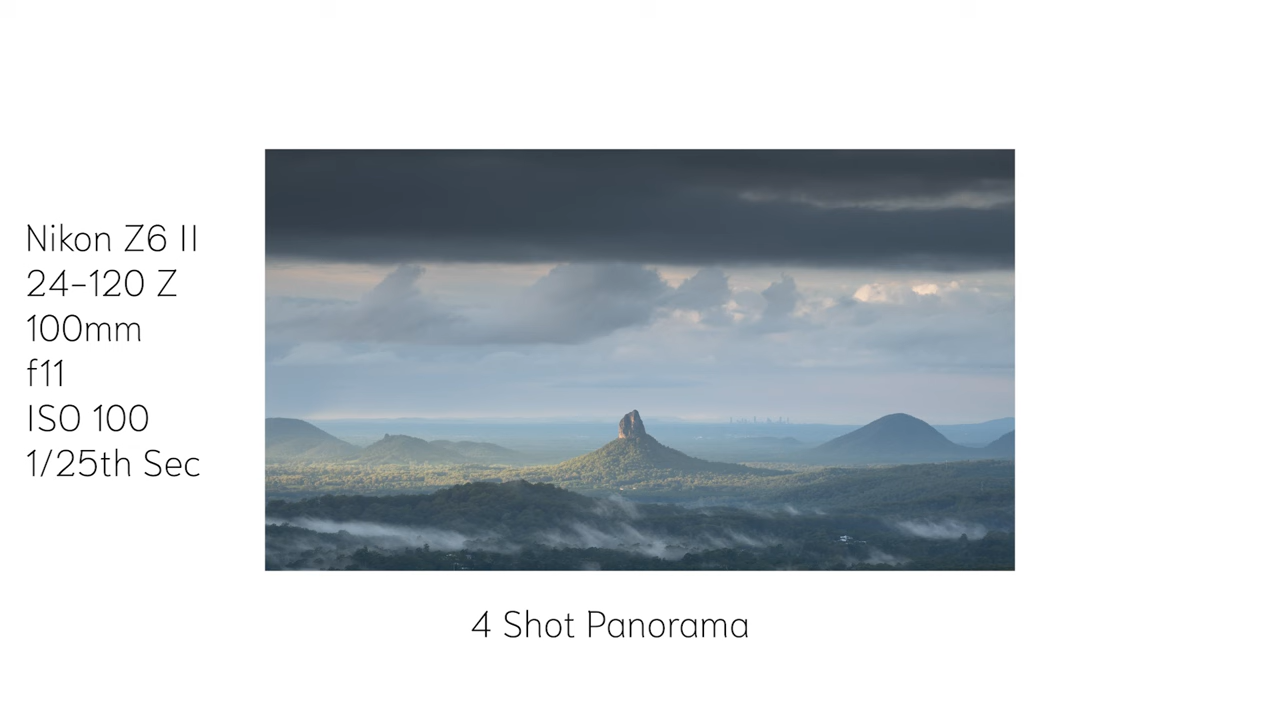 Nikon Z6 II
24-120 Z
100mm
f11
ISO 100
1/25th Sec
4 Shot Panorama